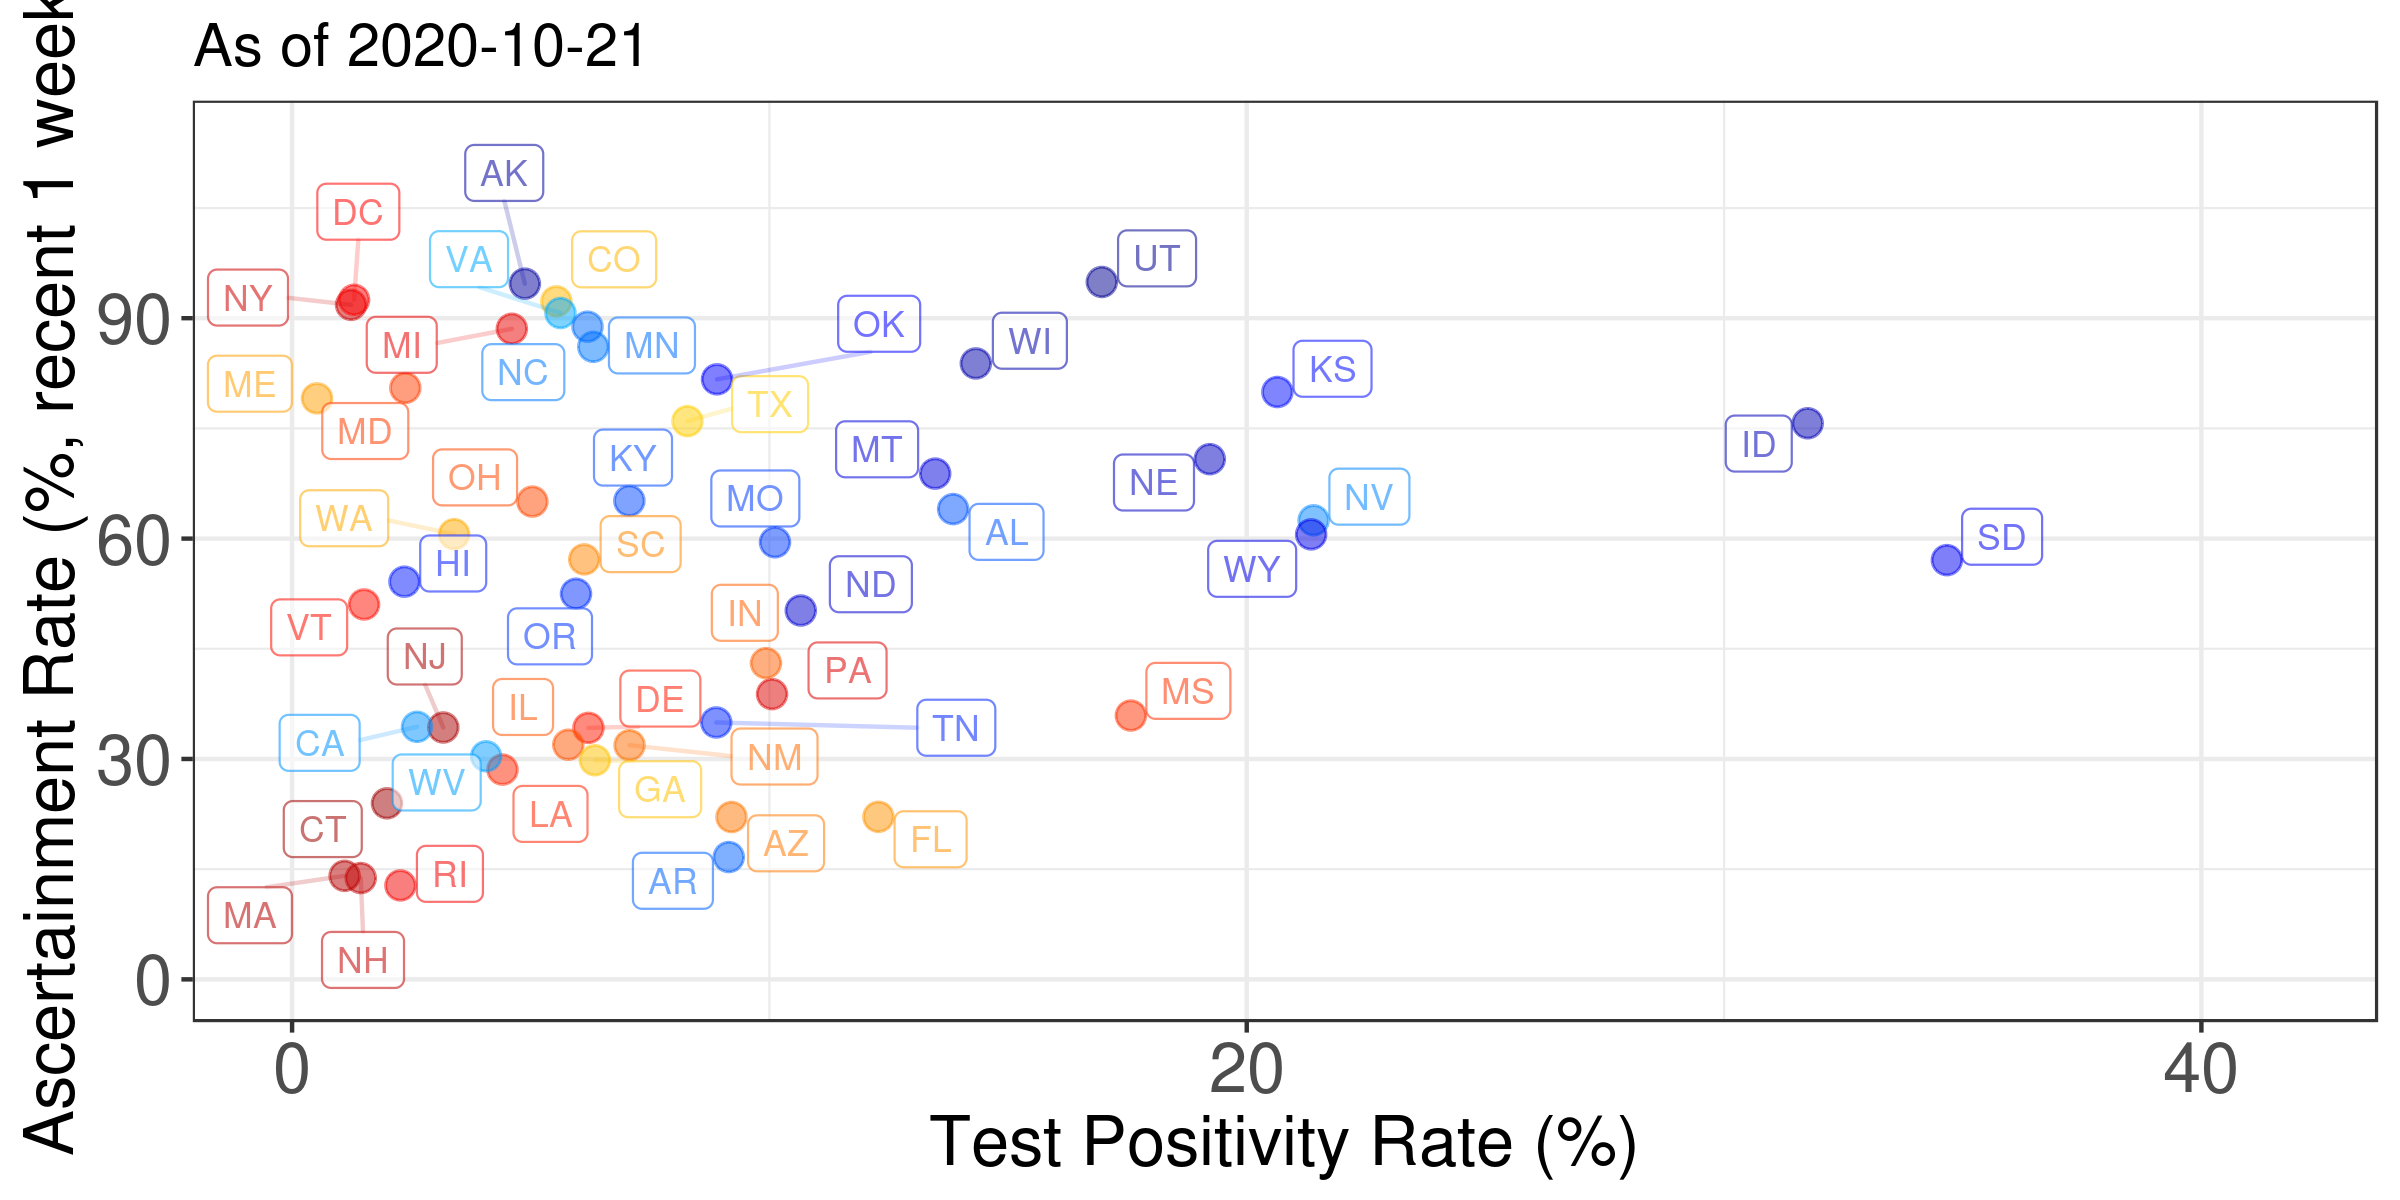 As of 2020-10-21
Ascertainment Rate (%, recent 1 week
90
60
30
0
AK
DC
VA
CO
UT
NY
OK
WI
MI
MN
NC
KS
ME
TX
MD
MT
ID
KY
OH
NE
MO
NV
WA
AL
SD
SC
HI
WY
ND
IN
VT
OR
NJ
PA
DE
MS
IL
TN
CA
NM
WV
GA
LA
CT
AZ
FL
RI
AR
MA
NH
0
20
40
Test Positivity Rate (%)